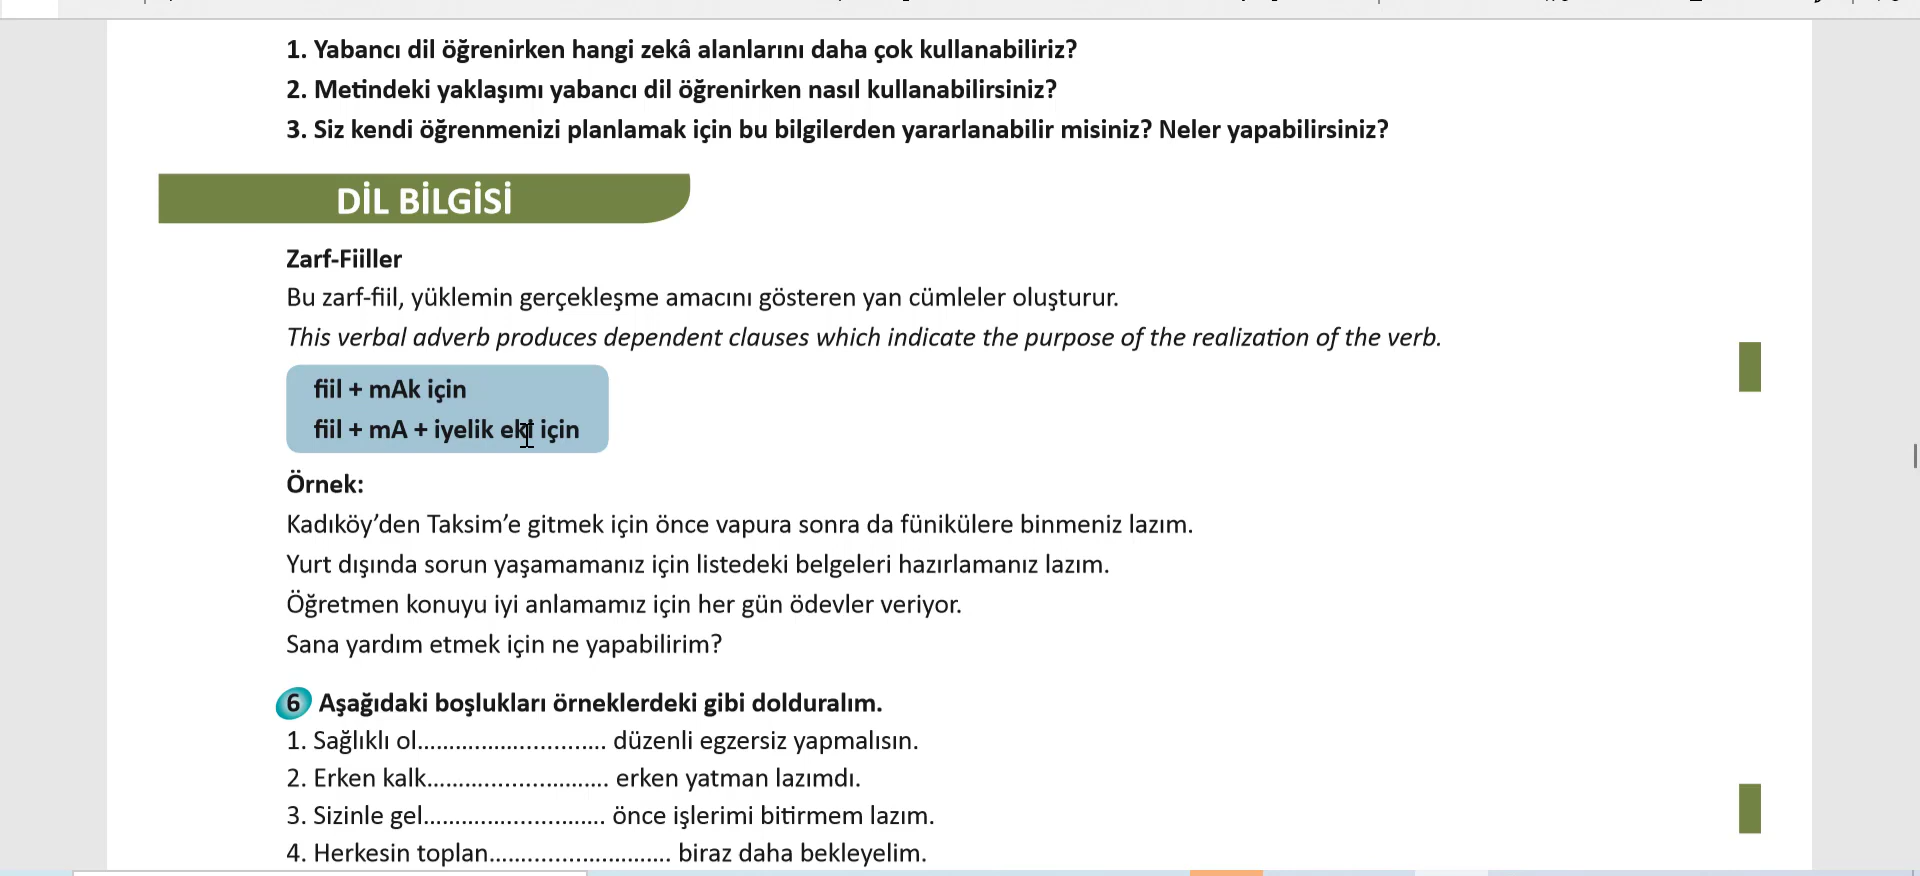 1. Yabancı dil öğrenirken hangi zekâ alanlarını daha çok kullanabiliriz?
2. Metindeki yaklaşımı yabancı dil öğrenirken nasıl kullanabilirsiniz?
3. Siz kendi öğrenmenizi planlamak için bu bilgilerden yararlanabilir misiniz? Neler yapabilirsiniz?
DİL BİLGİSİ
Zarf-Fiiller
Bu zarf-fiil, yüklemin gerçekleşme amacını gösteren yan cümleler oluşturur.
This verbal adverb produces dependent clauses which indicate the purpose of the realization of the verb.
fiil + mAk için
fiil + mA + iyelik eki için
Örnek:
Kadıköy’den Taksim’e gitmek için önce vapura sonra da fünikülere binmeniz lazım.
Yurt dışında sorun yaşamamanız için listedeki belgeleri hazırlamanız lazım.
Öğretmen konuyu iyi anlamamız için her gün ödevler veriyor.
Sana yardım etmek için ne yapabilirim?
6 Aşağıdaki boşlukları örneklerdeki gibi dolduralım.
1. Sağlıklı ol.............................. düzenli egzersiz yapmalısın.
2. Erken kalk............................. erken yatman lazımdı.
3. Sizinle gel............................. önce işlerimi bitirmem lazım.
4. Herkesin toplan............................. biraz daha bekleyelim.